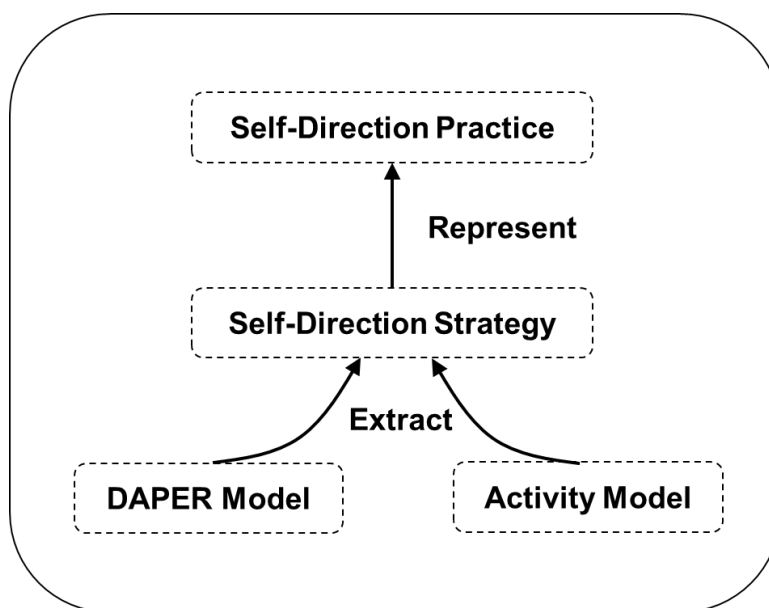 Self-Direction Practice
Represent
Self-Direction Strategy
Extract
DAPER Model
Activity Model